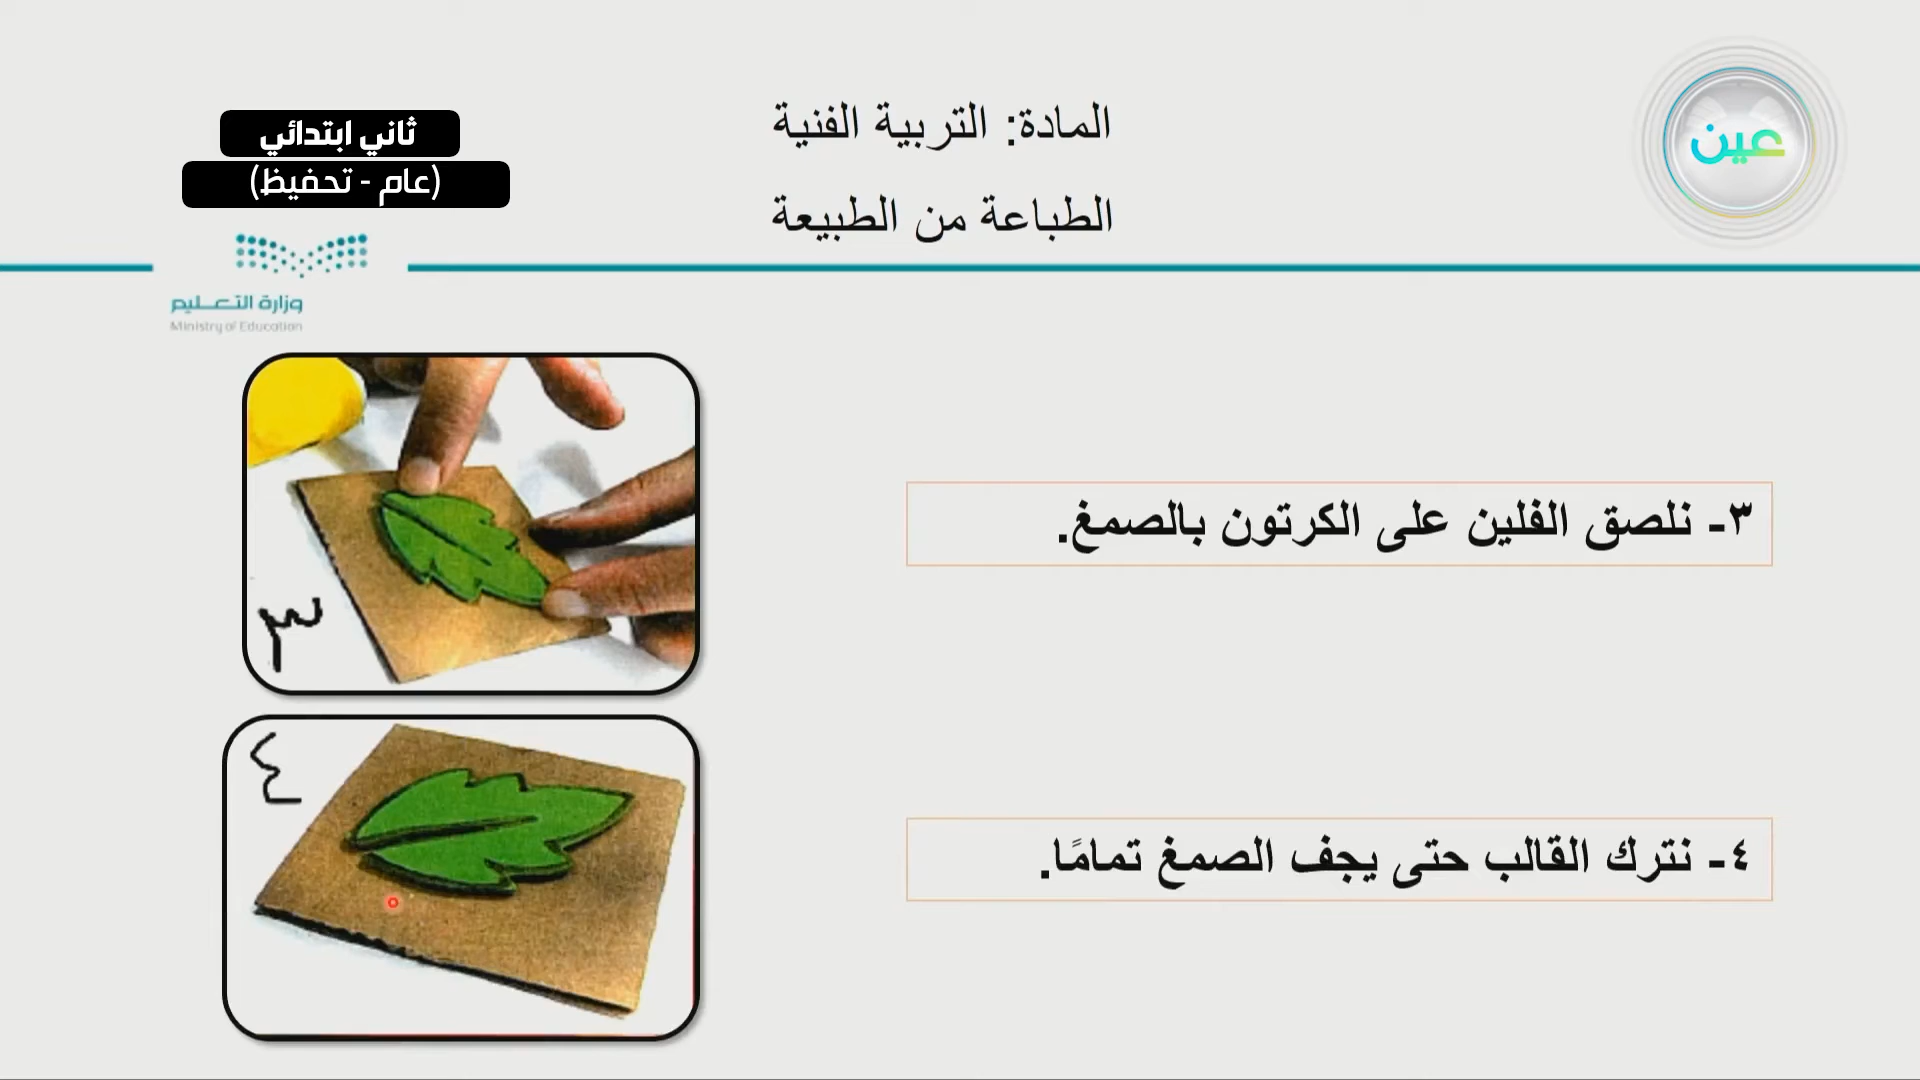 عين
المادة: التربية الفنية
الطباعة من الطبيعة
ثاني ابتدائي
(عام - تحفيظ)
وزارة التعليم
Ministry of Education
٣- نلصق الفلين على الكرتون بالصمغ.
٣
٤- نترك القالب حتى يجف الصمغ تمامًا.
٤